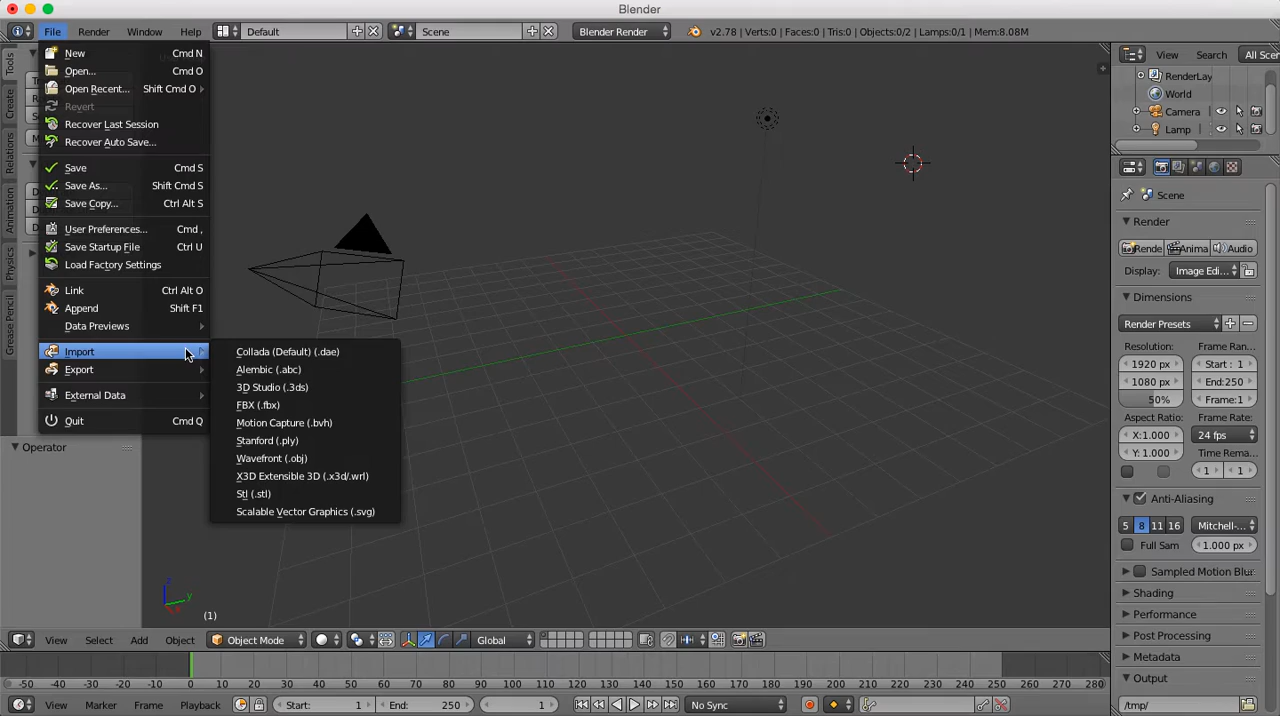 Blender
File Render Window Help Default Scene Blender Render v2.78 | Verts:0 | Faces:0 | Tris:0 | Objects:0/2 | Lamps:0/1 | Mem:8.08M
New Cmd N
Open... Cmd O
Open Recent... Shift Cmd O
Revert
Recover Last Session
Recover Auto Save...
Save Cmd S
Save As... Shift Cmd S
Save Copy... Ctrl Alt S
User Preferences... Cmd ,
Save Startup File Ctrl U
Load Factory Settings
Link Ctrl Alt O
Append Shift F1
Data Previews
Import
Export
External Data
Quit Cmd Q
Collada (Default) (.dae)
Alembic (.abc)
3D Studio (.3ds)
FBX (.fbx)
Motion Capture (.bvh)
Stanford (.ply)
Wavefront (.obj)
X3D Extensible 3D (.x3d/.wrl)
Stl (.stl)
Scalable Vector Graphics (.svg)
Tools
Create
Relations
Animation
Physics
Grease Pencil
Operator
z
y
(1)
View Search All Scen
RenderLay
World
Camera
Lamp
Scene
Render
Rende Anima Audio
Display: Image Edi...
Dimensions
Render Presets
Resolution: Frame Ran...
1920 px Start : 1
1080 px End:250
50% Frame:1
Aspect Ratio: Frame Rate:
X:1.000 24 fps
Y: 1.000 Time Rema...
1 1
Anti-Aliasing
5 8 11 16 Mitchell-...
Full Sam 1.000 px
Sampled Motion Blur
Shading
Performance
Post Processing
Metadata
Output
/tmp/
View Select Add Object Object Mode Global
-50 -40 -30 -20 -10 0 10 20 30 40 50 60 70 80 90 100 110 120 130 140 150 160 170 180 190 200 210 220 230 240 250 260 270 280
View Marker Frame Playback Start: 1 End: 250 1 No Sync